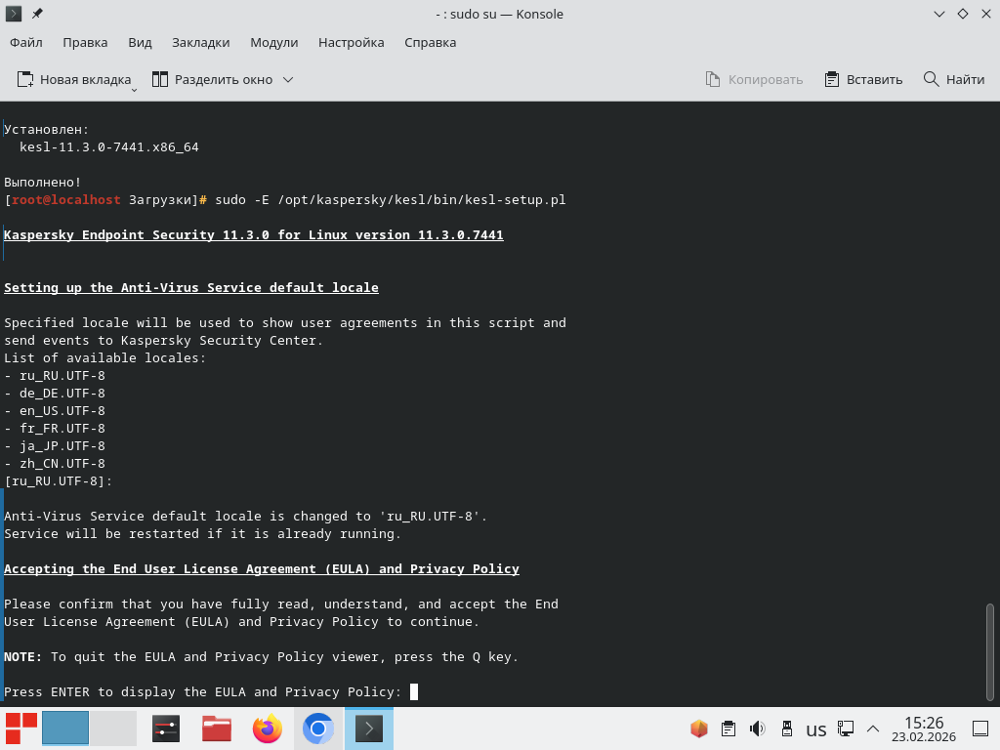 - : sudo su — Konsole
Файл Правка Вид Закладки Модули Настройка Справка
Новая вкладка Разделить окно Копировать Вставить Найти
Установлен:
kesl-11.3.0-7441.x86_64
Выполнено!
[root@localhost Загрузки]# sudo -E /opt/kaspersky/kesl/bin/kesl-setup.pl
Kaspersky Endpoint Security 11.3.0 for Linux version 11.3.0.7441
Setting up the Anti-Virus Service default locale
Specified locale will be used to show user agreements in this script and
send events to Kaspersky Security Center.
List of available locales:
- ru_RU.UTF-8
- de_DE.UTF-8
- en_US.UTF-8
- fr_FR.UTF-8
- ja_JP.UTF-8
- zh_CN.UTF-8
[ru_RU.UTF-8]:
Anti-Virus Service default locale is changed to 'ru_RU.UTF-8'.
Service will be restarted if it is already running.
Accepting the End User License Agreement (EULA) and Privacy Policy
Please confirm that you have fully read, understand, and accept the End
User License Agreement (EULA) and Privacy Policy to continue.
NOTE: To quit the EULA and Privacy Policy viewer, press the Q key.
Press ENTER to display the EULA and Privacy Policy:
us 15:26
23.02.2026